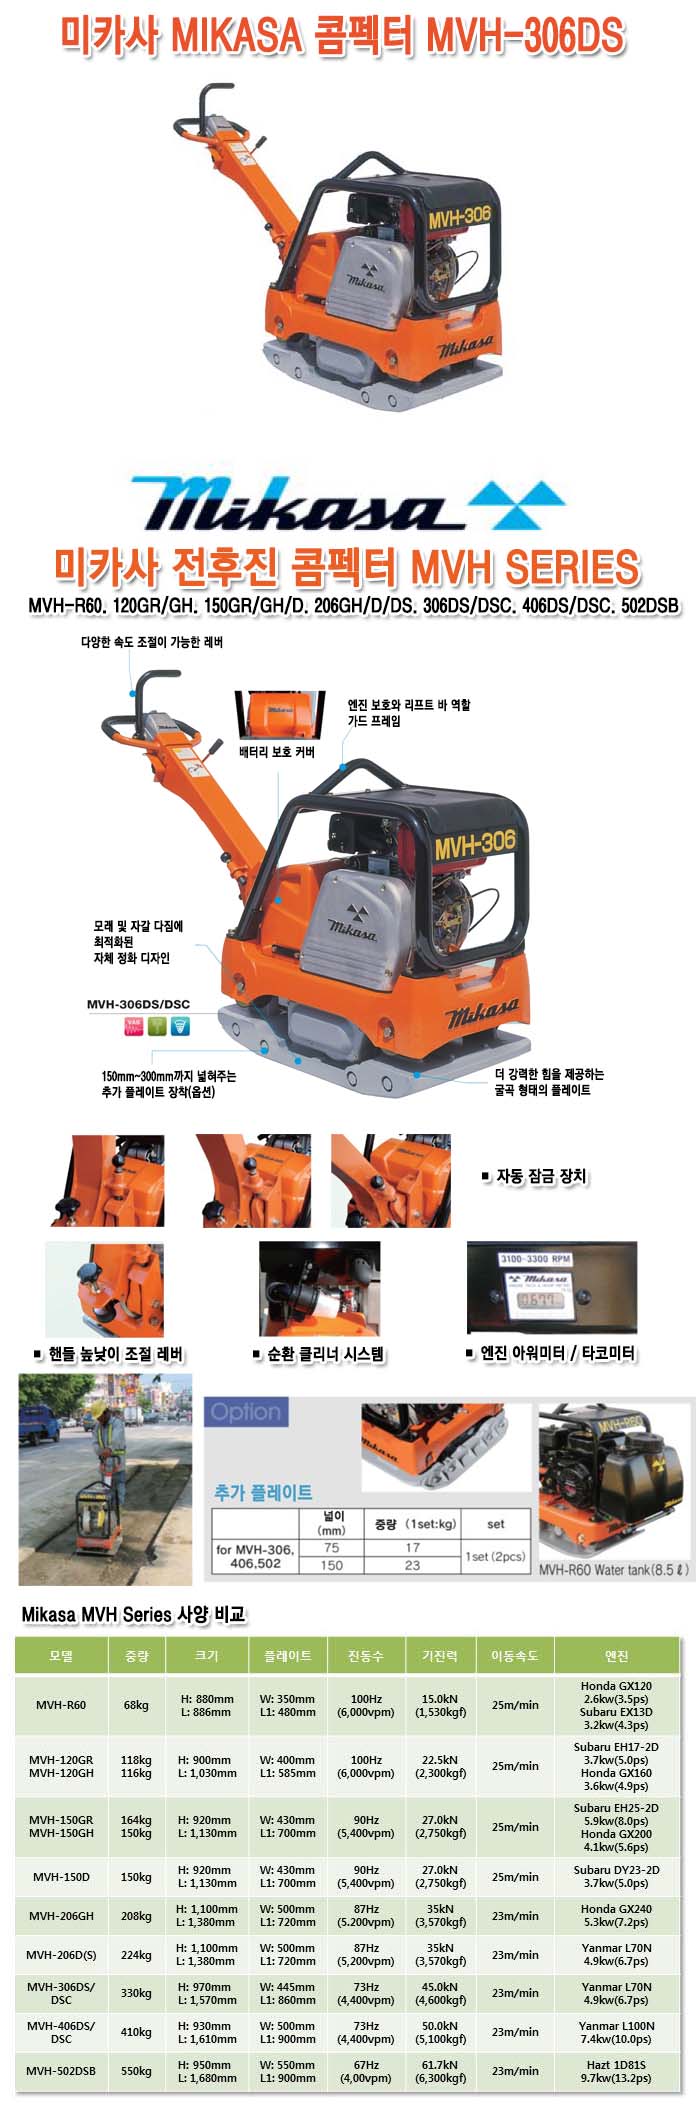 미카사 MIKASA 콤펙터 MVH-306DS
Mikasa
MVH-306
Mikasa
Mikasa
Mikasa
미카사 전후진 콤펙터 MVH SERIES
MVH-R60. 120GR/GH. 150GR/GH/D. 206GH/D/DS. 306DS/DSC. 406DS/DSC. 502DSB
다양한 속도 조절이 가능한 레버
Mikasa
Mikasa
배터리 보호 커버
엔진 보호와 리프트 바 역할
가드 프레임
MVH-306
Mikasa
Mikasa
모래 및 자갈 다짐에
최적화된
자체 정화 디자인
MVH-306DS/DSC
VAS
150mm~300mm까지 넓혀주는
추가 플레이트 장착(옵션)
더 강력한 힘을 제공하는
굴곡 형태의 플레이트
■ 자동 잠금 장치
3100-3300 RPM
Mikasa
■ 핸들 높낮이 조절 레버
■ 순환 클리너 시스템
■ 엔진 아워미터 / 타코미터
Option
Mikasa
MVH-R60
추가 플레이트
넓이 (mm) 중량 (1set:kg) set
for MVH-306, 406,502 75 17 1set (2pcs)
150 23
MVH-R60 Water tank(8.5ℓ)
Mikasa MVH Series 사양 비교
모델 중량 크기 플레이트 진동수 기진력 이동속도 엔진
MVH-R60 68kg H: 880mm L: 886mm W: 350mm L1: 480mm 100Hz (6,000vpm) 15.0kN (1,530kgf) 25m/min Honda GX120 2.6kw(3.5ps) Subaru EX13D 3.2kw(4.3ps)
MVH-120GR MVH-120GH 118kg 116kg H: 900mm L: 1,030mm W: 400mm L1: 585mm 100Hz (6,000vpm) 22.5kN (2,300kgf) 25m/min Subaru EH17-2D 3.7kw(5.0ps) Honda GX160 3.6kw(4.9ps)
MVH-150GR MVH-150GH 164kg 150kg H: 920mm L: 1,130mm W: 430mm L1: 700mm 90Hz (5,400vpm) 27.0kN (2,750kgf) 25m/min Subaru EH25-2D 5.9kw(8.0ps) Honda GX200 4.1kw(5.6ps)
MVH-150D 150kg H: 920mm L: 1,130mm W: 430mm L1: 700mm 90Hz (5,400vpm) 27.0kN (2,750kgf) 25m/min Subaru DY23-2D 3.7kw(5.0ps)
MVH-206GH 208kg H: 1,100mm L: 1,380mm W: 500mm L1: 720mm 87Hz (5.200vpm) 35kN (3,570kgf) 23m/min Honda GX240 5.3kw(7.2ps)
MVH-206D(S) 224kg H: 1,100mm L: 1,380mm W: 500mm L1: 720mm 87Hz (5,200vpm) 35kN (3,570kgf) 23m/min Yanmar L70N 4.9kw(6.7ps)
MVH-306DS/ DSC 330kg H: 970mm L: 1,570mm W: 445mm L1: 860mm 73Hz (4,400vpm) 45.0kN (4,600kgf) 23m/min Yanmar L70N 4.9kw(6.7ps)
MVH-406DS/ DSC 410kg H: 930mm L: 1,610mm W: 500mm L1: 900mm 73Hz (4,400vpm) 50.0kN (5,100kgf) 23m/min Yanmar L100N 7.4kw(10.0ps)
MVH-502DSB 550kg H: 950mm L: 1,680mm W: 550mm L1: 900mm 67Hz (4,00vpm) 61.7kN (6,300kgf) 23m/min Hazt 1D81S 9.7kw(13.2ps)